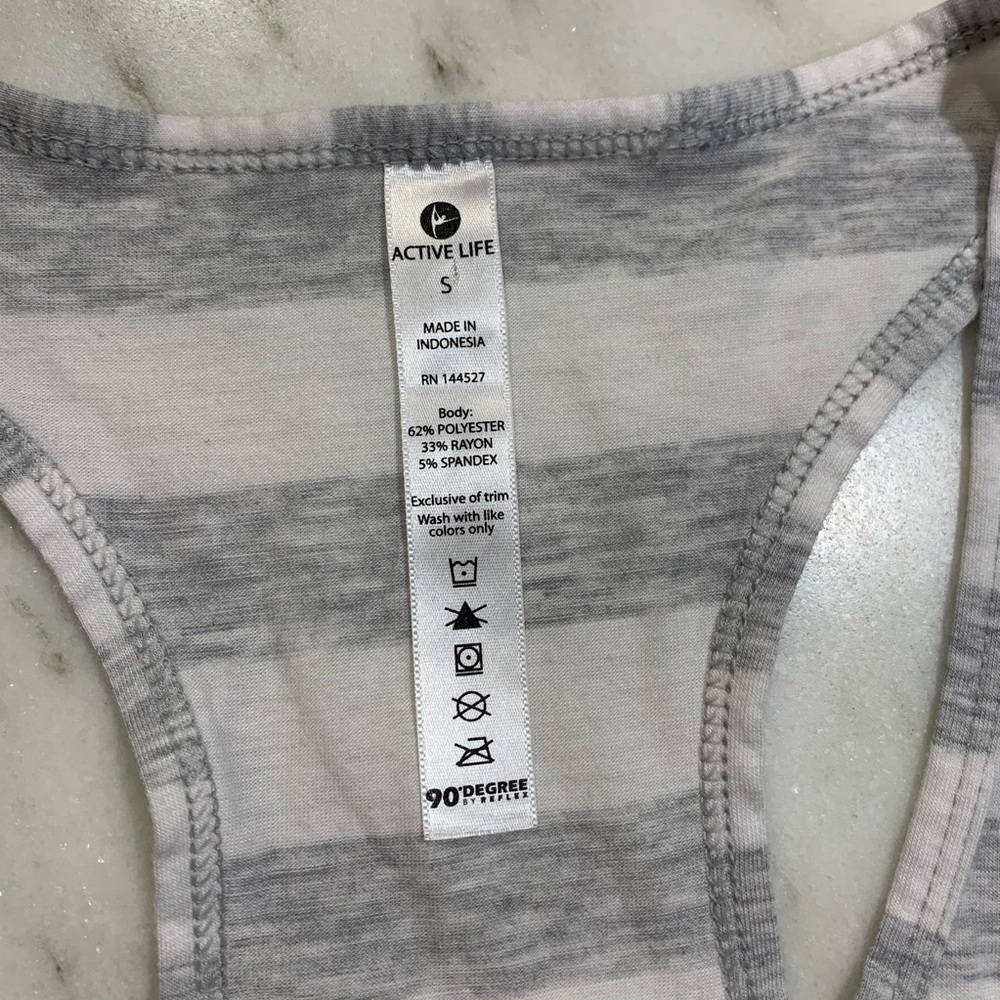 ACTIVE LIFE
S
MADE IN
INDONESIA
RN 144527
Body:
62% POLYESTER
33% RAYON
5% SPANDEX
Exclusive of trim
Wash with like
colors only
90°DEGREE
BY REFLEX